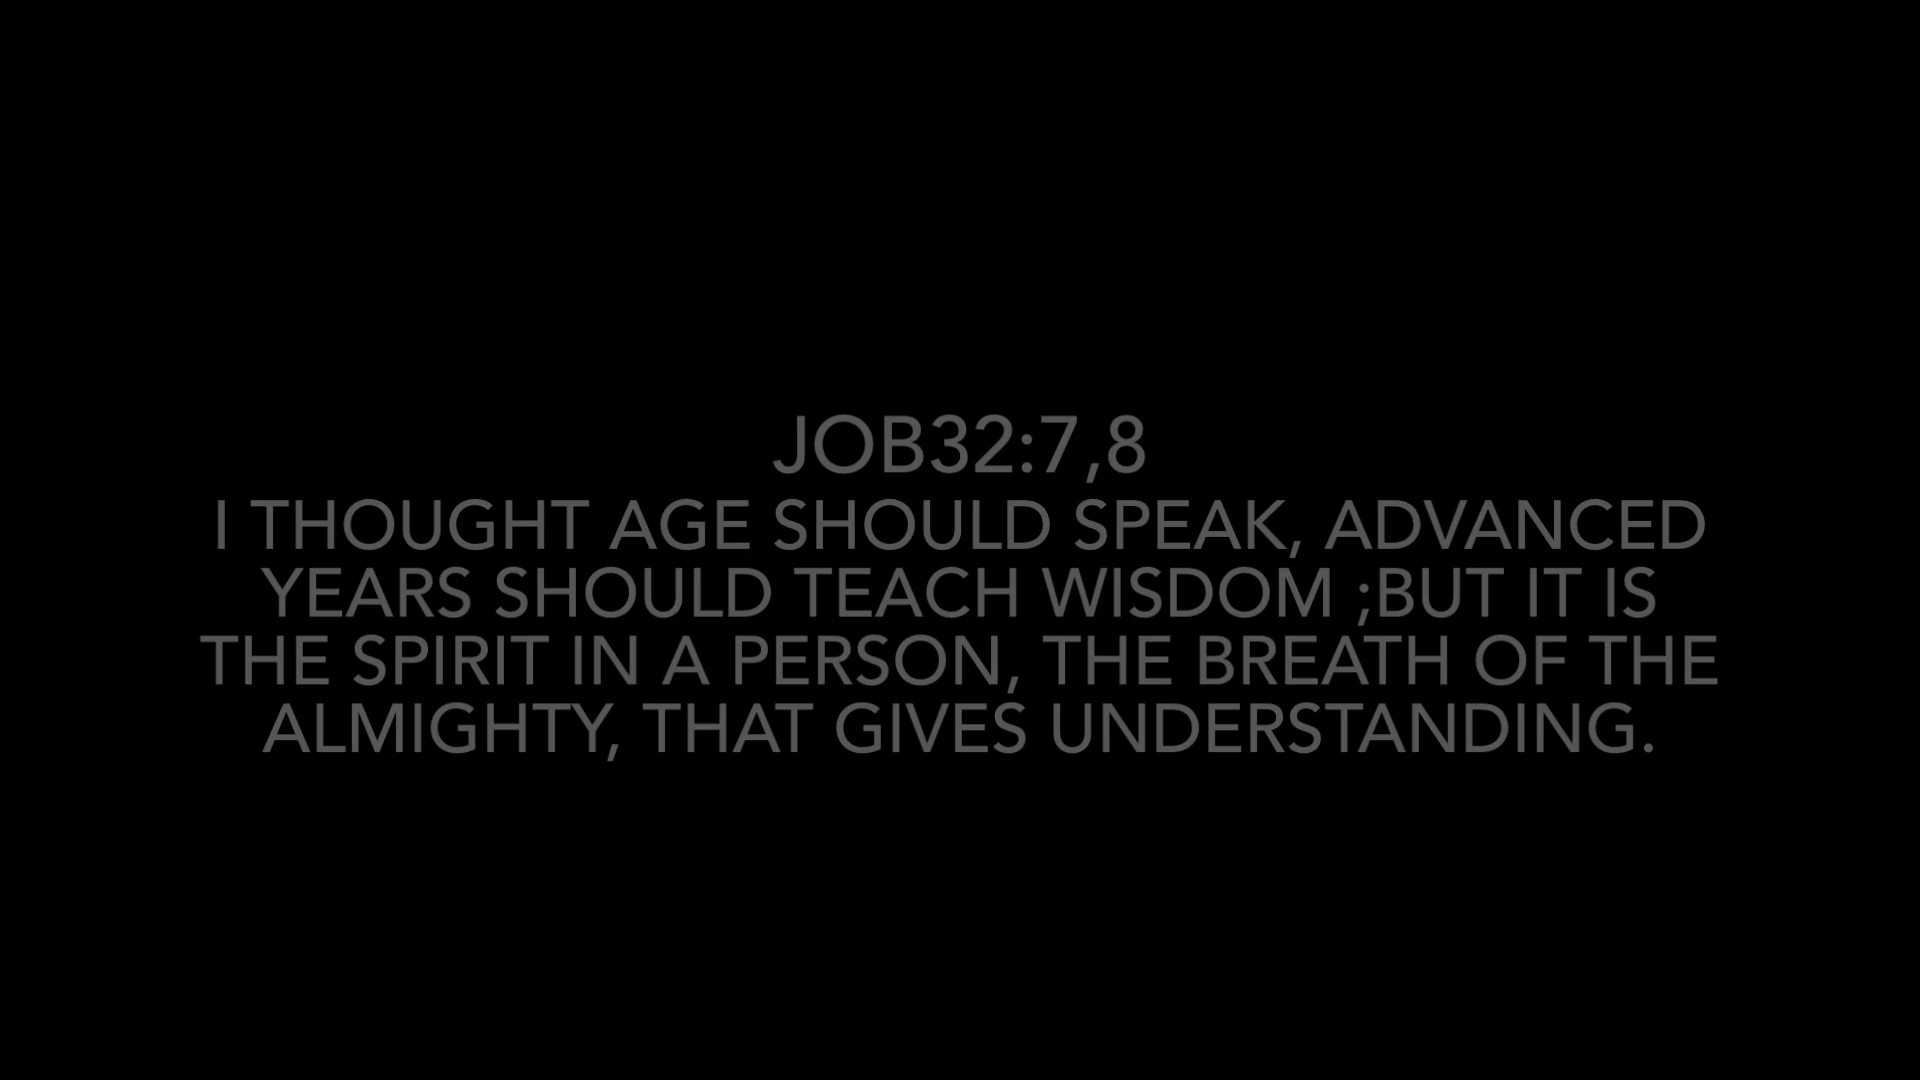 JOB32:7,8
I THOUGHT AGE SHOULD SPEAK, ADVANCED
YEARS SHOULD TEACH WISDOM ;BUT IT IS
THE SPIRIT IN A PERSON, THE BREATH OF THE
ALMIGHTY, THAT GIVES UNDERSTANDING.